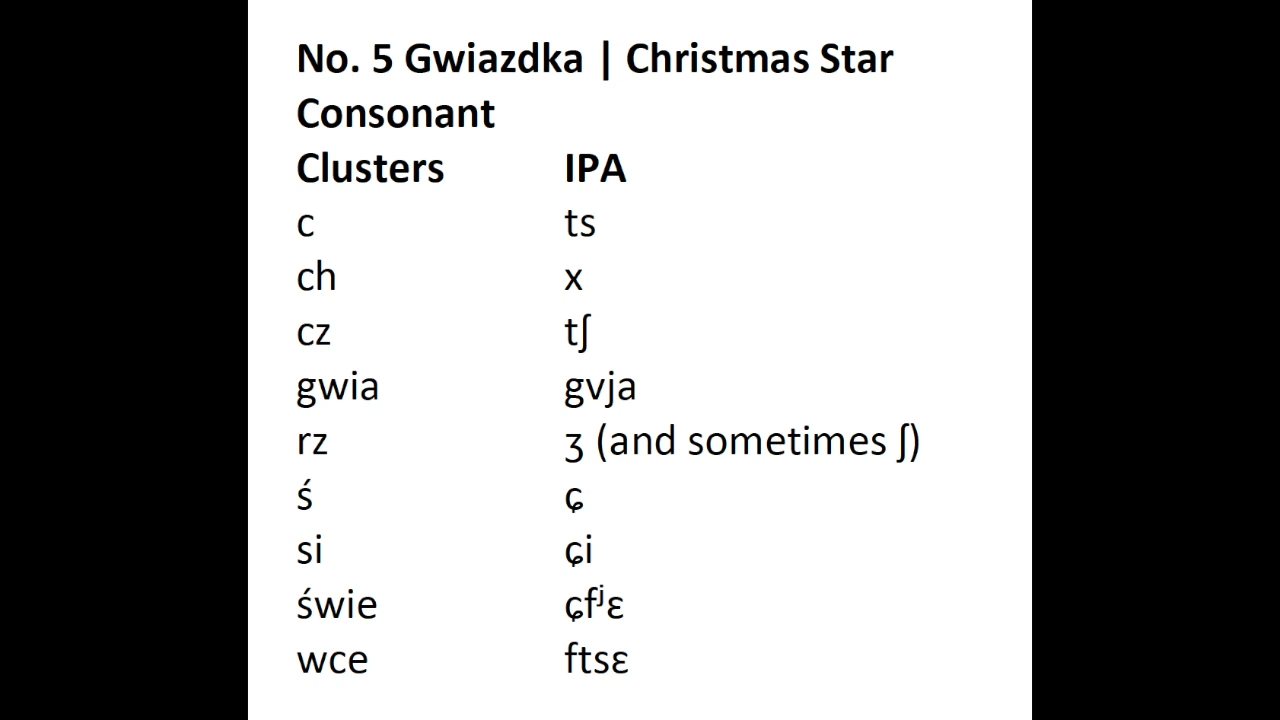 No. 5 Gwiazdka | Christmas Star
Consonant
Clusters IPA
c ts
ch x
cz tʃ
gwia gvja
rz ʒ (and sometimes ʃ)
ś ɕ
si ɕi
świe ɕfʲɛ
wce ftsɛ